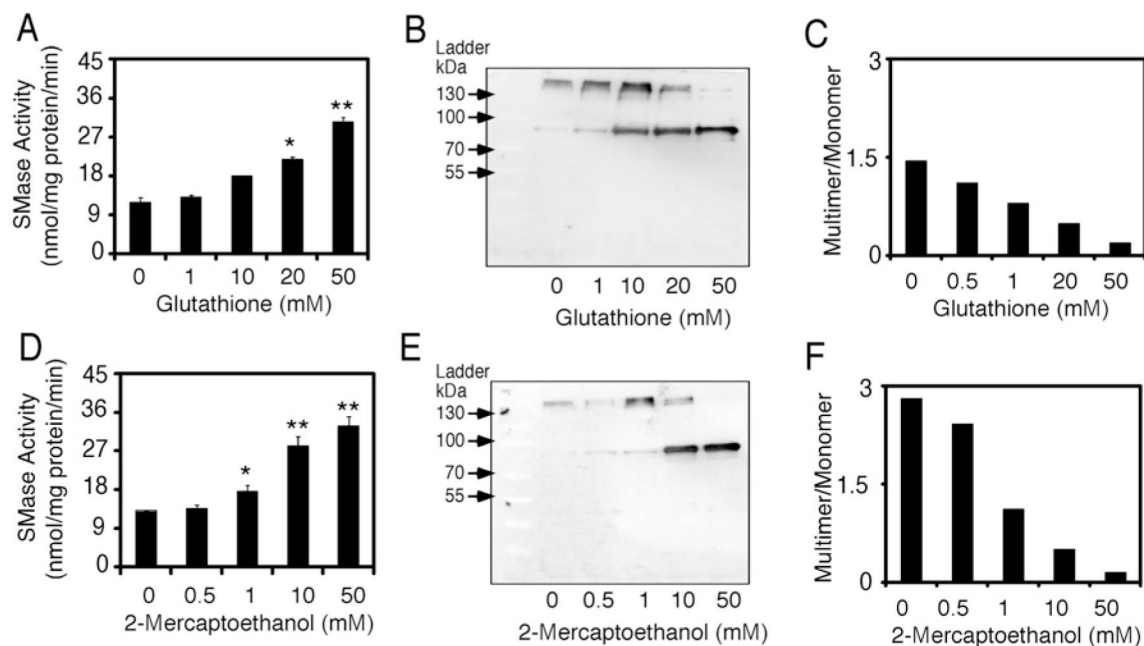 A
SMase Activity
(nmol/mg protein/min)
45
36
27
18
9
0
*
**
0 1 10 20 50
Glutathione (mM)
B
Ladder
kDa
130
100
70
55
0 1 10 20 50
Glutathione (mM)
C
Multimer/Monomer
3
1.5
0
0 0.5 1 20 50
Glutathione (mM)
D
SMase Activity
(nmol/mg protein/min)
45
36
27
18
9
0
*
**
**
0 0.5 1 10 50
2-Mercaptoethanol (mM)
E
Ladder
kDa
130
100
70
55
0 0.5 1 10 50
2-Mercaptoethanol (mM)
F
Multimer/Monomer
3
1.5
0
0 0.5 1 10 50
2-Mercaptoethanol (mM)